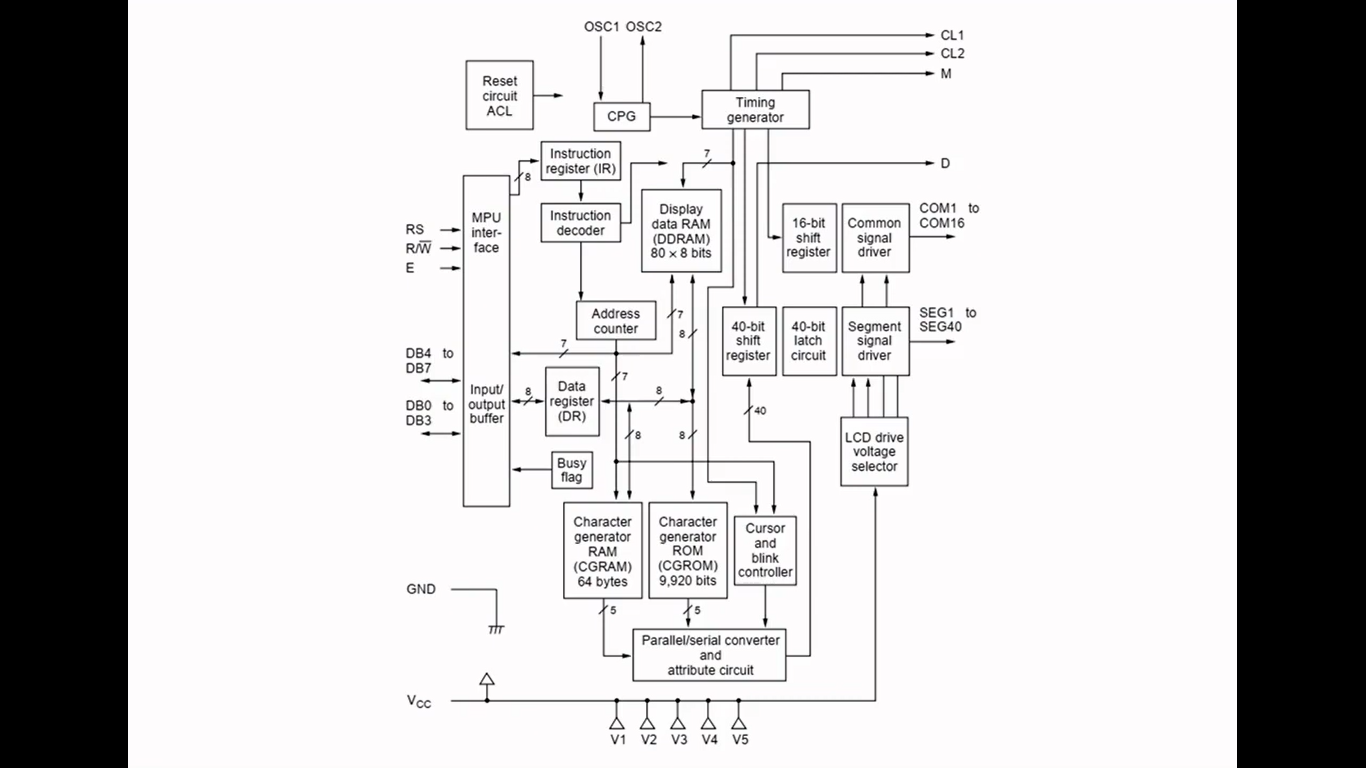 OSC1 OSC2
CL1
CL2
M
Reset
circuit
ACL
CPG
Timing
generator
Instruction
register (IR)
8
7
D
Instruction
decoder
Display
data RAM
(DDRAM)
80 × 8 bits
MPU
inter-
face
RS
R/W̅
E
16-bit
shift
register
Common
signal
driver
COM1 to
COM16
Address
counter
7
8
40-bit
shift
register
40-bit
latch
circuit
Segment
signal
driver
SEG1 to
SEG40
7
7
DB4 to
DB7
DB0 to
DB3
Input/
output
buffer
8
Data
register
(DR)
8
8
8
40
LCD drive
voltage
selector
Busy
flag
Character
generator
RAM
(CGRAM)
64 bytes
Character
generator
ROM
(CGROM)
9,920 bits
Cursor
and
blink
controller
5
5
GND
Parallel/serial converter
and
attribute circuit
VCC
V1 V2 V3 V4 V5